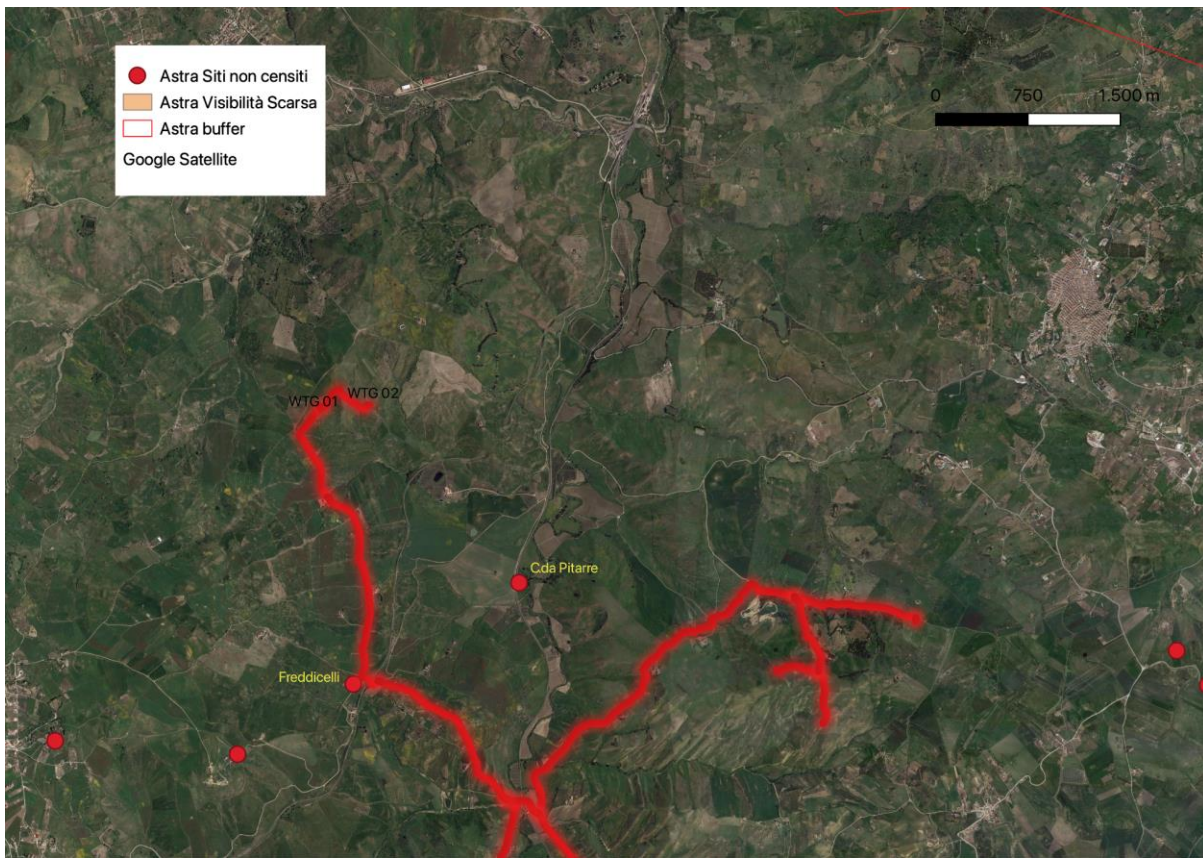 Astra Siti non censiti
Astra Visibilità Scarsa
Astra buffer
Google Satellite
0 750 1.500 m
WTG 01 WTG 02
C.da Pitarre
Freddicelli